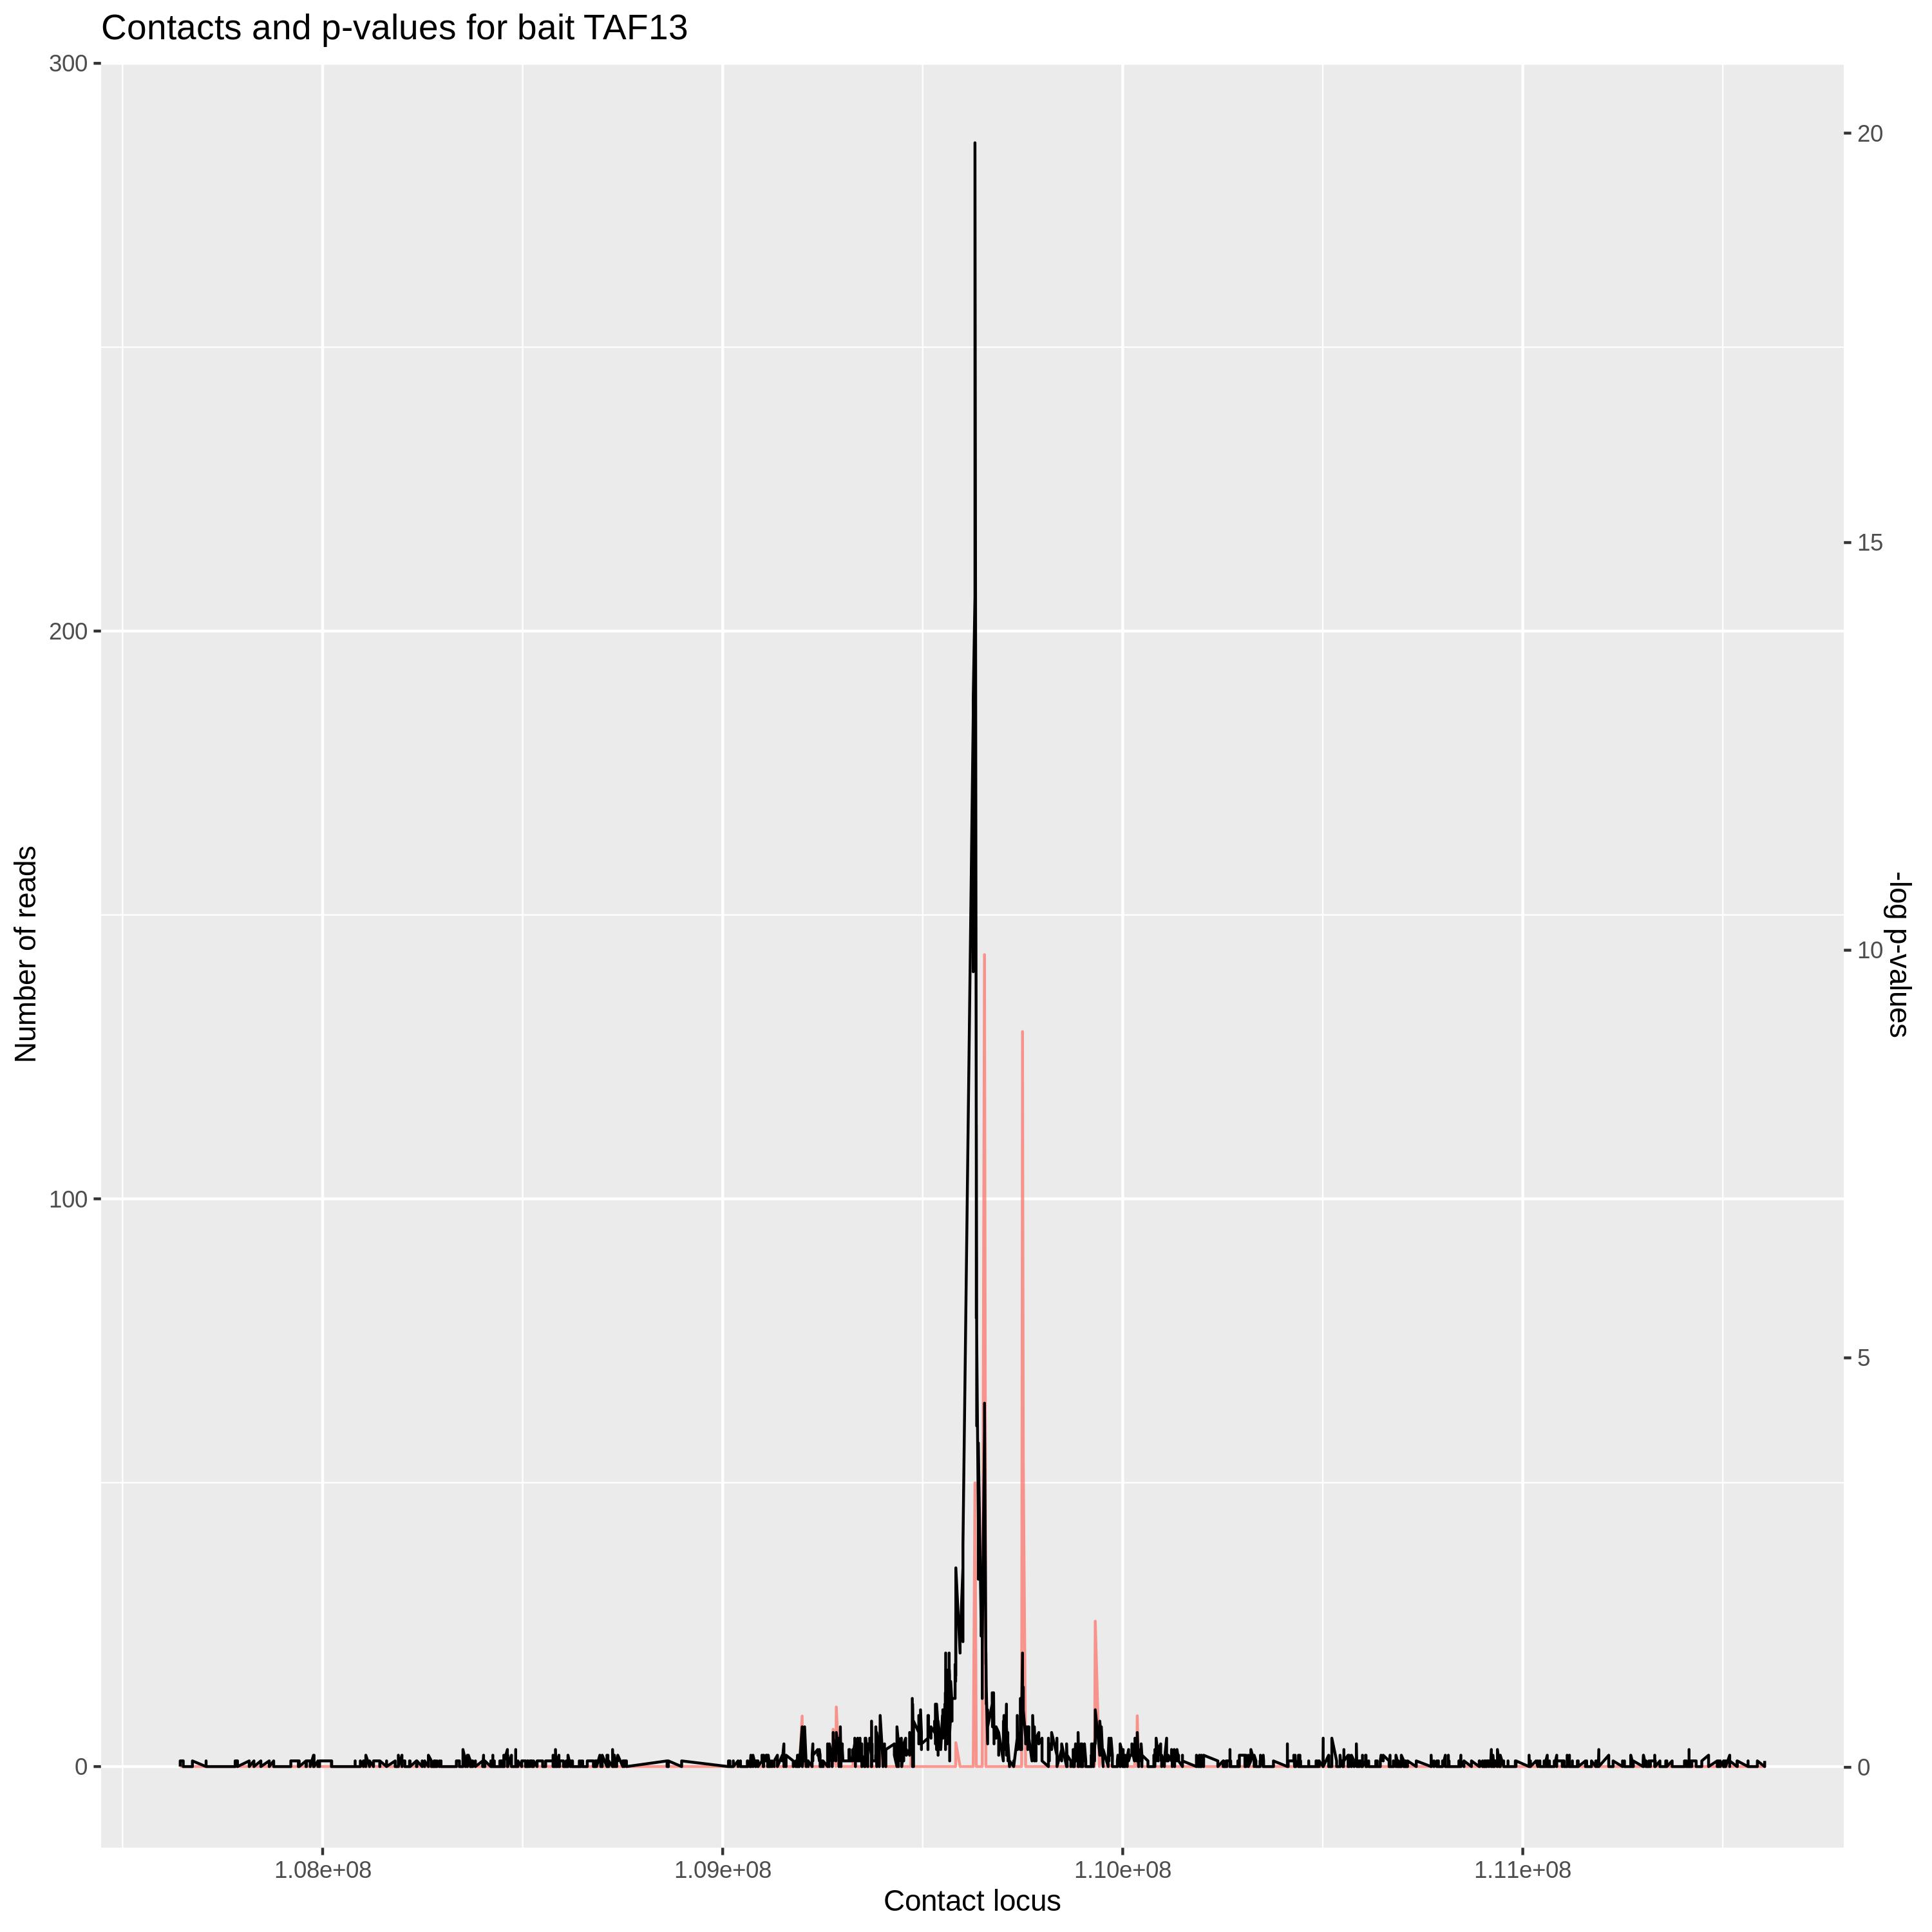 Contacts and p-values for bait TAF13
300
200
100
0
Number of reads
20
15
10
5
0
-log p-values
1.08e+08
1.09e+08
1.10e+08
1.11e+08
Contact locus